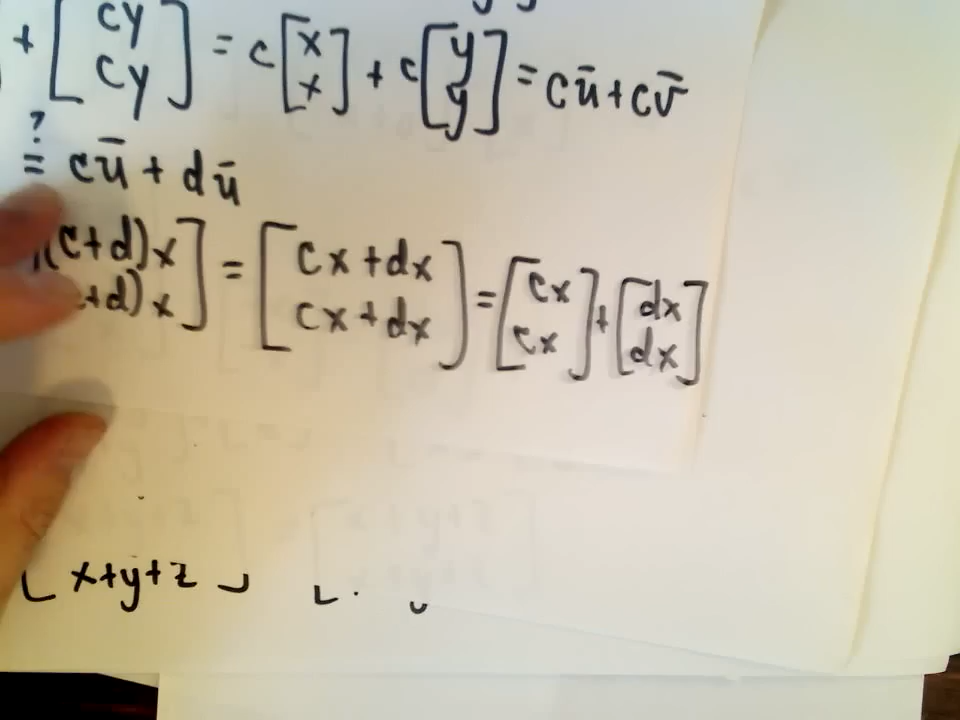 + [cy cy] = c[x x] + c[y y] = cū + cv̄
?
= cū + dū
(c+d)x +d)x] = [cx+dx cx+dx] = [cx cx] + [dx dx]
[x+y+z]